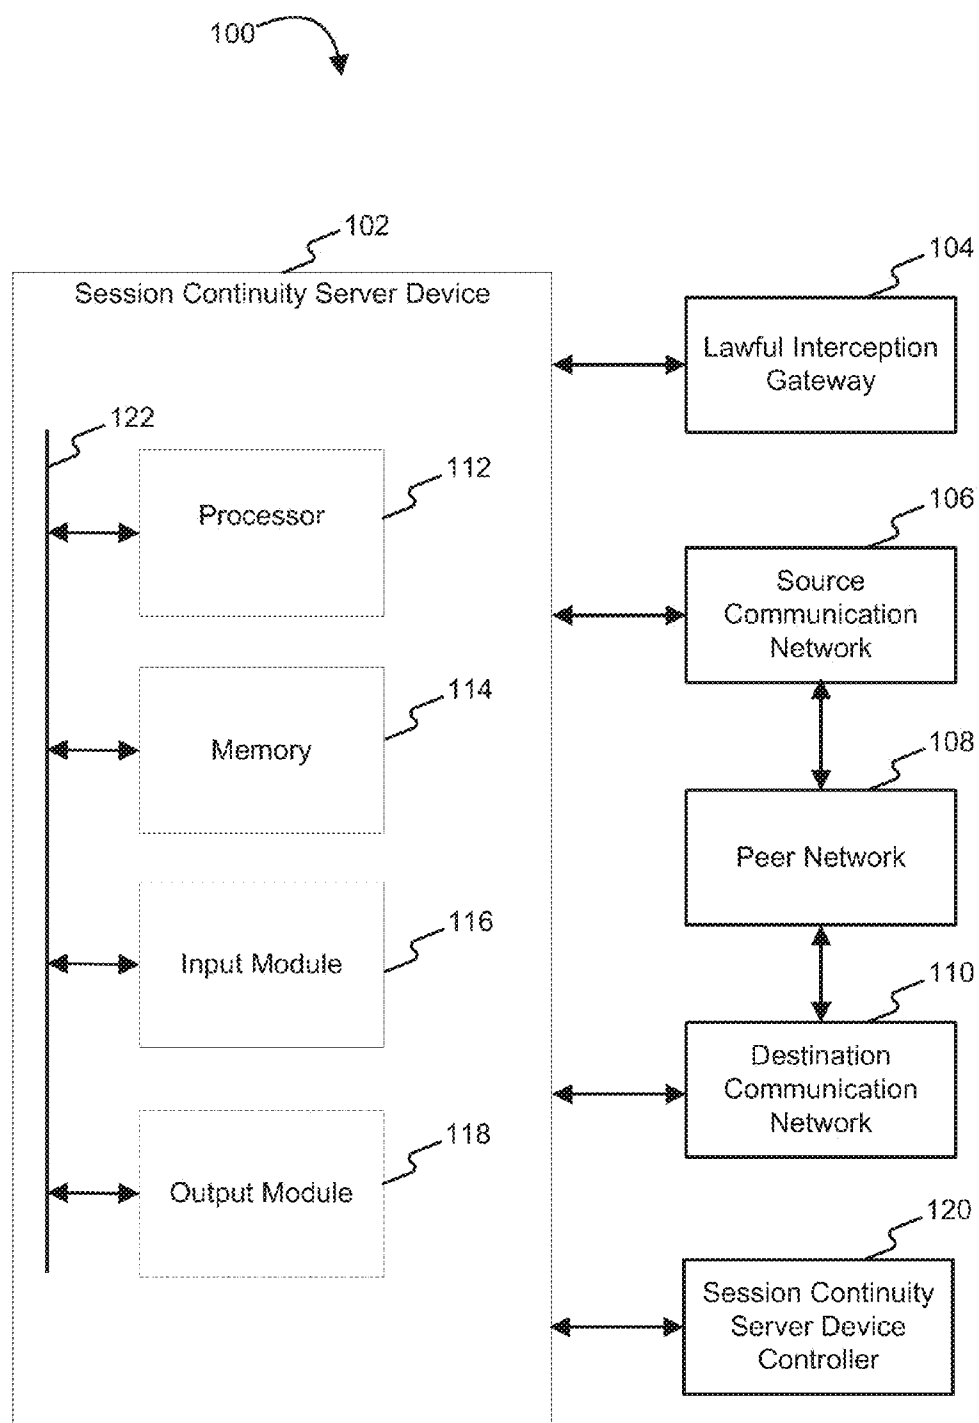 100
102
Session Continuity Server Device
104
Lawful Interception
Gateway
122
112
Processor
106
Source
Communication
Network
114
Memory
108
Peer Network
116
Input Module
110
Destination
Communication
Network
118
Output Module
120
Session Continuity
Server Device
Controller